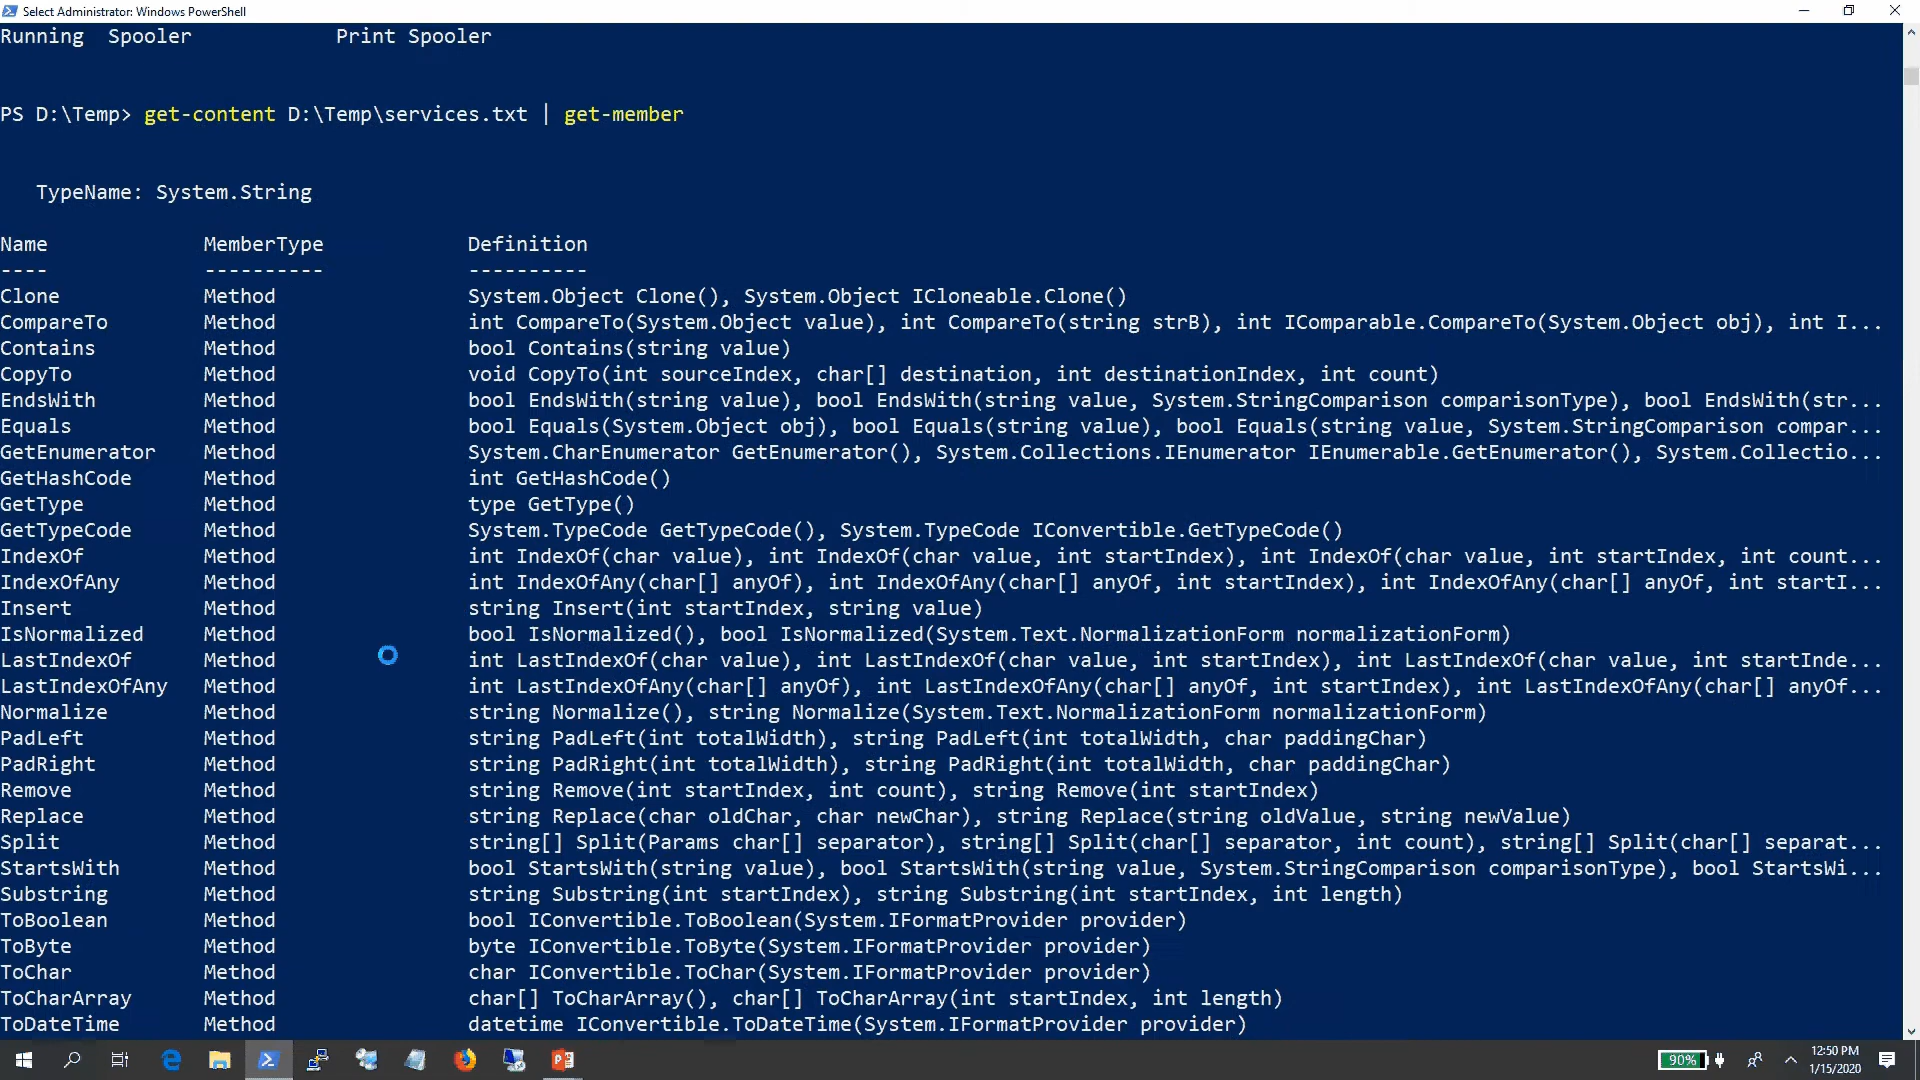 Select Administrator: Windows PowerShell
Running  Spooler            Print Spooler
PS D:\Temp> get-content D:\Temp\services.txt | get-member
   TypeName: System.String
Name             MemberType            Definition
----             ----------            ----------
Clone            Method                System.Object Clone(), System.Object ICloneable.Clone()
CompareTo        Method                int CompareTo(System.Object value), int CompareTo(string strB), int IComparable.CompareTo(System.Object obj), int I...
Contains         Method                bool Contains(string value)
CopyTo           Method                void CopyTo(int sourceIndex, char[] destination, int destinationIndex, int count)
EndsWith         Method                bool EndsWith(string value), bool EndsWith(string value, System.StringComparison comparisonType), bool EndsWith(str...
Equals           Method                bool Equals(System.Object obj), bool Equals(string value), bool Equals(string value, System.StringComparison compar...
GetEnumerator    Method                System.CharEnumerator GetEnumerator(), System.Collections.IEnumerator IEnumerable.GetEnumerator(), System.Collectio...
GetHashCode      Method                int GetHashCode()
GetType          Method                type GetType()
GetTypeCode      Method                System.TypeCode GetTypeCode(), System.TypeCode IConvertible.GetTypeCode()
IndexOf          Method                int IndexOf(char value), int IndexOf(char value, int startIndex), int IndexOf(char value, int startIndex, int count...
IndexOfAny       Method                int IndexOfAny(char[] anyOf), int IndexOfAny(char[] anyOf, int startIndex), int IndexOfAny(char[] anyOf, int startI...
Insert           Method                string Insert(int startIndex, string value)
IsNormalized     Method                bool IsNormalized(), bool IsNormalized(System.Text.NormalizationForm normalizationForm)
LastIndexOf      Method                int LastIndexOf(char value), int LastIndexOf(char value, int startIndex), int LastIndexOf(char value, int startInde...
LastIndexOfAny   Method                int LastIndexOfAny(char[] anyOf), int LastIndexOfAny(char[] anyOf, int startIndex), int LastIndexOfAny(char[] anyOf...
Normalize        Method                string Normalize(), string Normalize(System.Text.NormalizationForm normalizationForm)
PadLeft          Method                string PadLeft(int totalWidth), string PadLeft(int totalWidth, char paddingChar)
PadRight         Method                string PadRight(int totalWidth), string PadRight(int totalWidth, char paddingChar)
Remove           Method                string Remove(int startIndex, int count), string Remove(int startIndex)
Replace          Method                string Replace(char oldChar, char newChar), string Replace(string oldValue, string newValue)
Split            Method                string[] Split(Params char[] separator), string[] Split(char[] separator, int count), string[] Split(char[] separat...
StartsWith       Method                bool StartsWith(string value), bool StartsWith(string value, System.StringComparison comparisonType), bool StartsWi...
Substring        Method                string Substring(int startIndex), string Substring(int startIndex, int length)
ToBoolean        Method                bool IConvertible.ToBoolean(System.IFormatProvider provider)
ToByte           Method                byte IConvertible.ToByte(System.IFormatProvider provider)
ToChar           Method                char IConvertible.ToChar(System.IFormatProvider provider)
ToCharArray      Method                char[] ToCharArray(), char[] ToCharArray(int startIndex, int length)
ToDateTime       Method                datetime IConvertible.ToDateTime(System.IFormatProvider provider)
90%
12:50 PM
1/15/2020